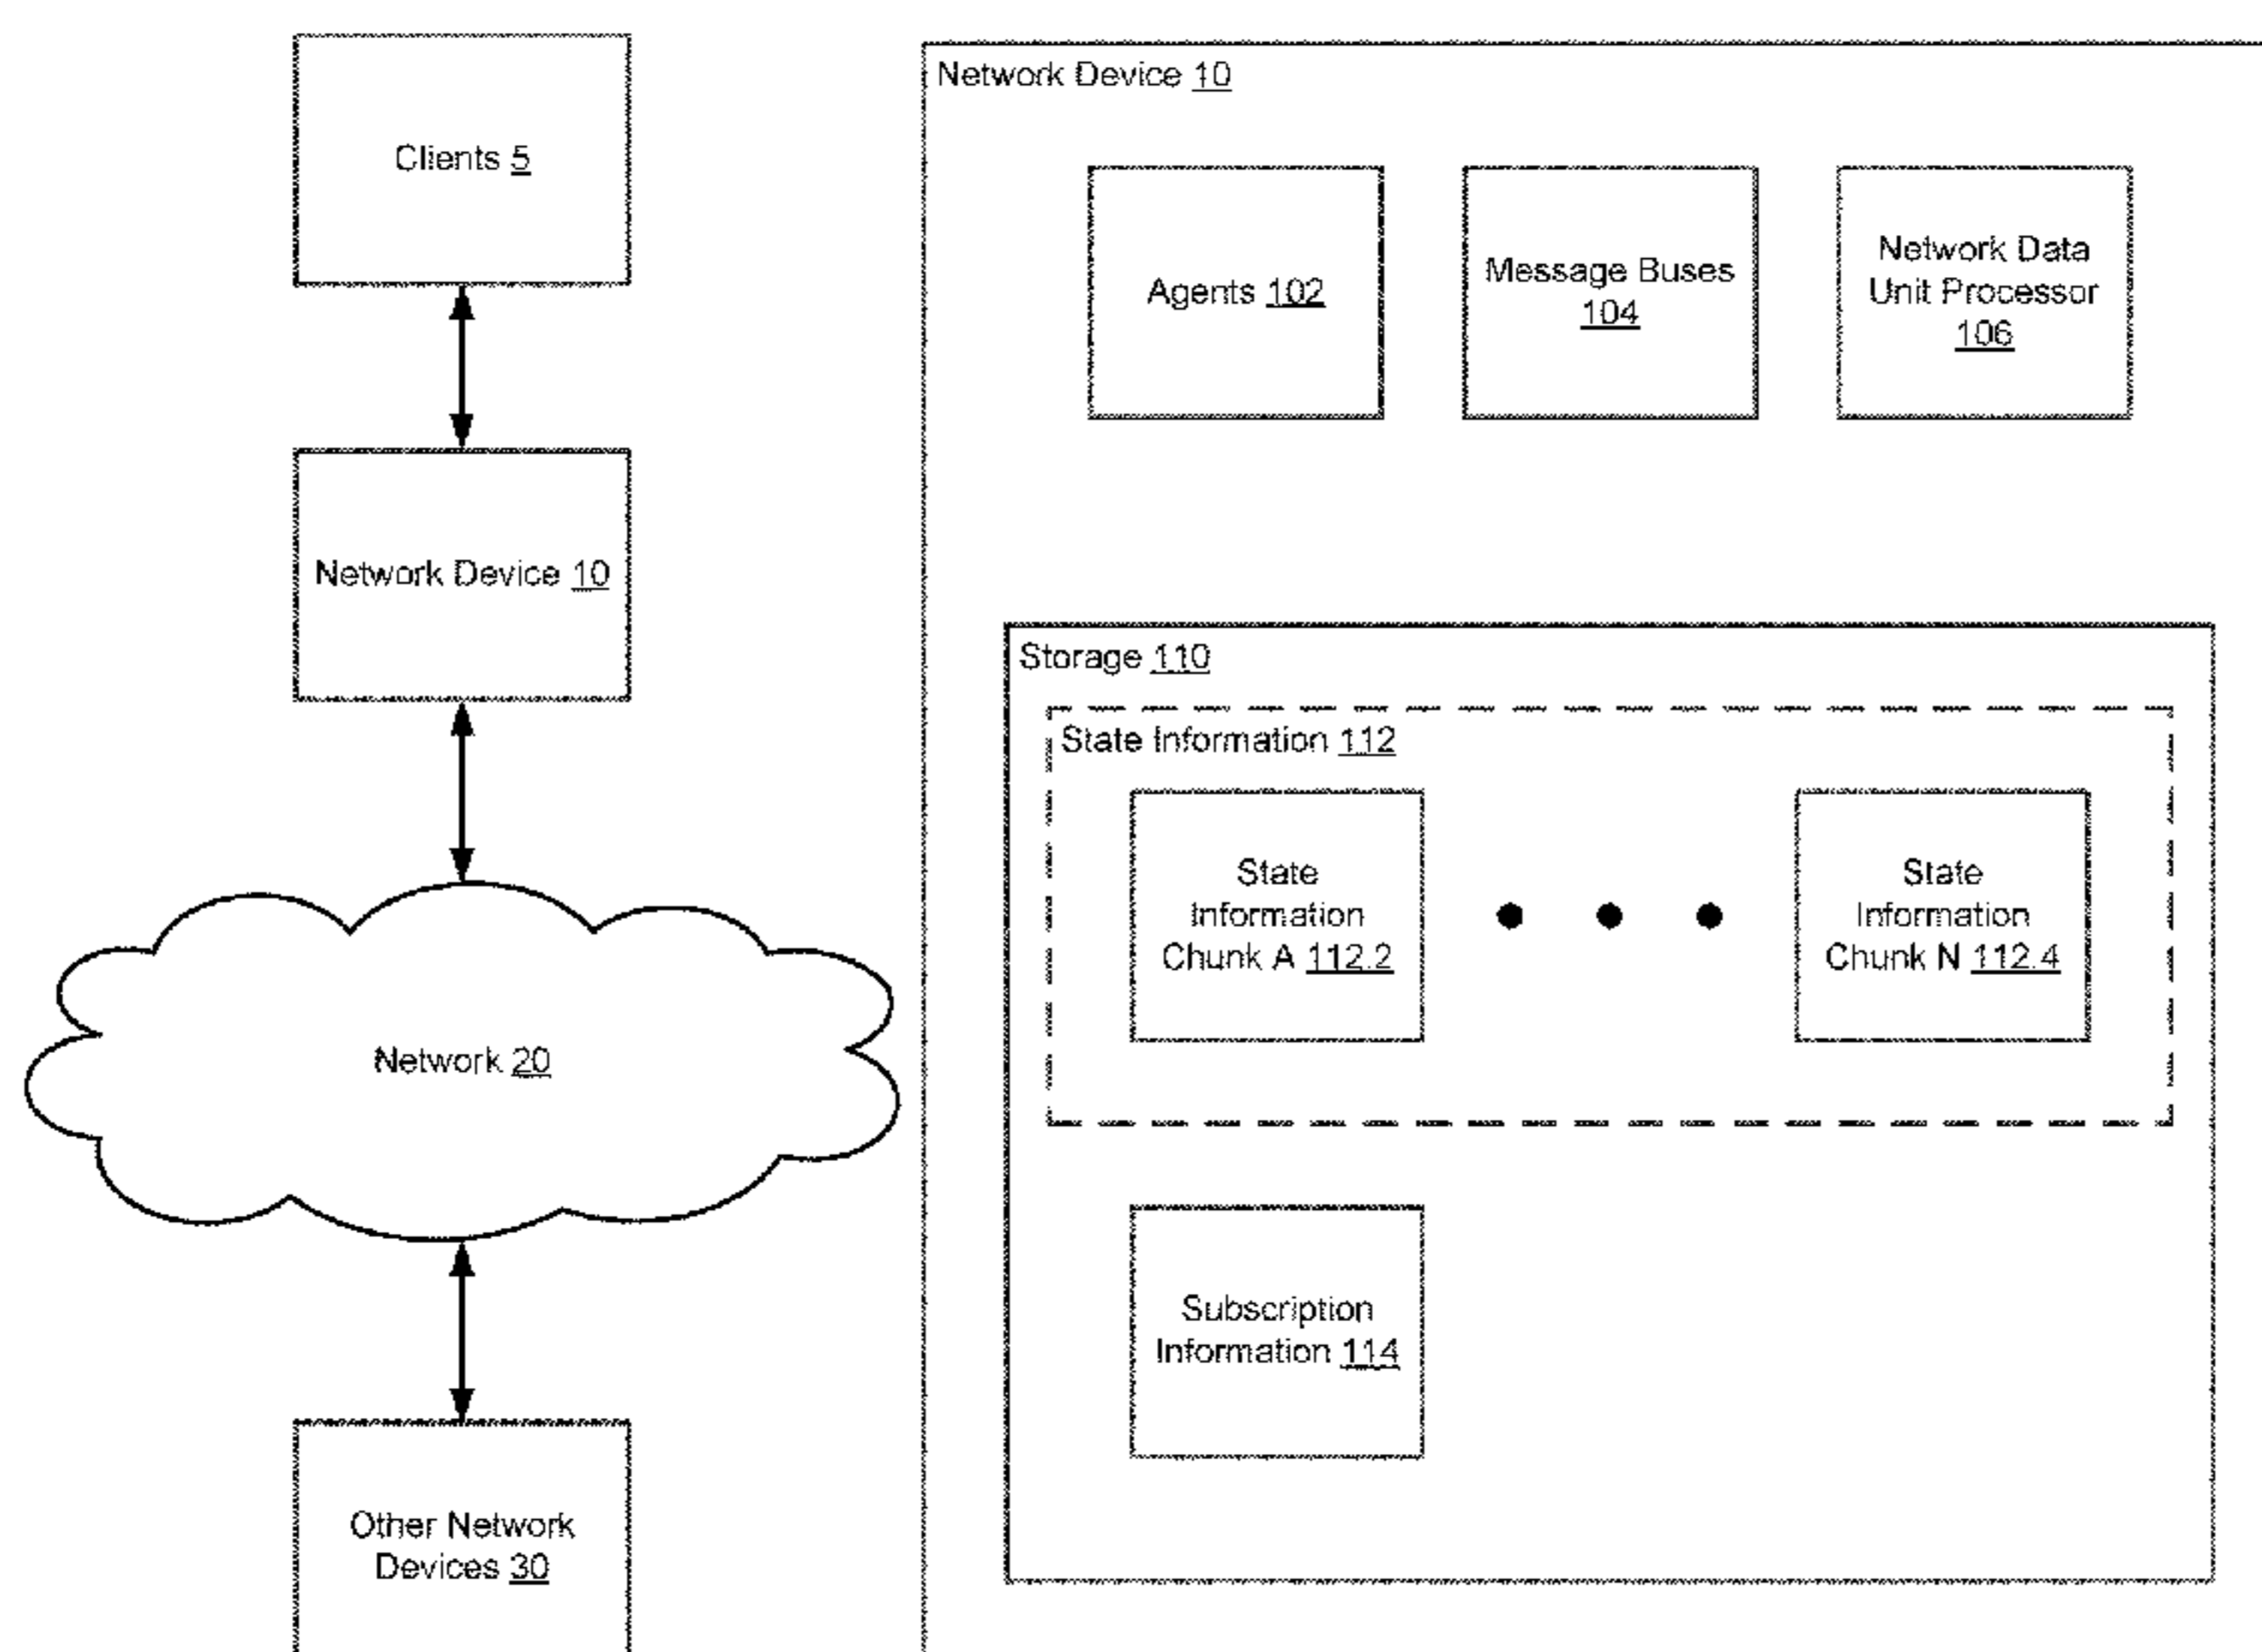 Clients 5
Network Device 10
Network 20
Other Network
Devices 30
Network Device 10
Agents 102
Message Buses
104
Network Data
Unit Processor
106
Storage 110
State Information 112
State
Information
Chunk A 112.2
State
Information
Chunk N 112.4
Subscription
Information 114